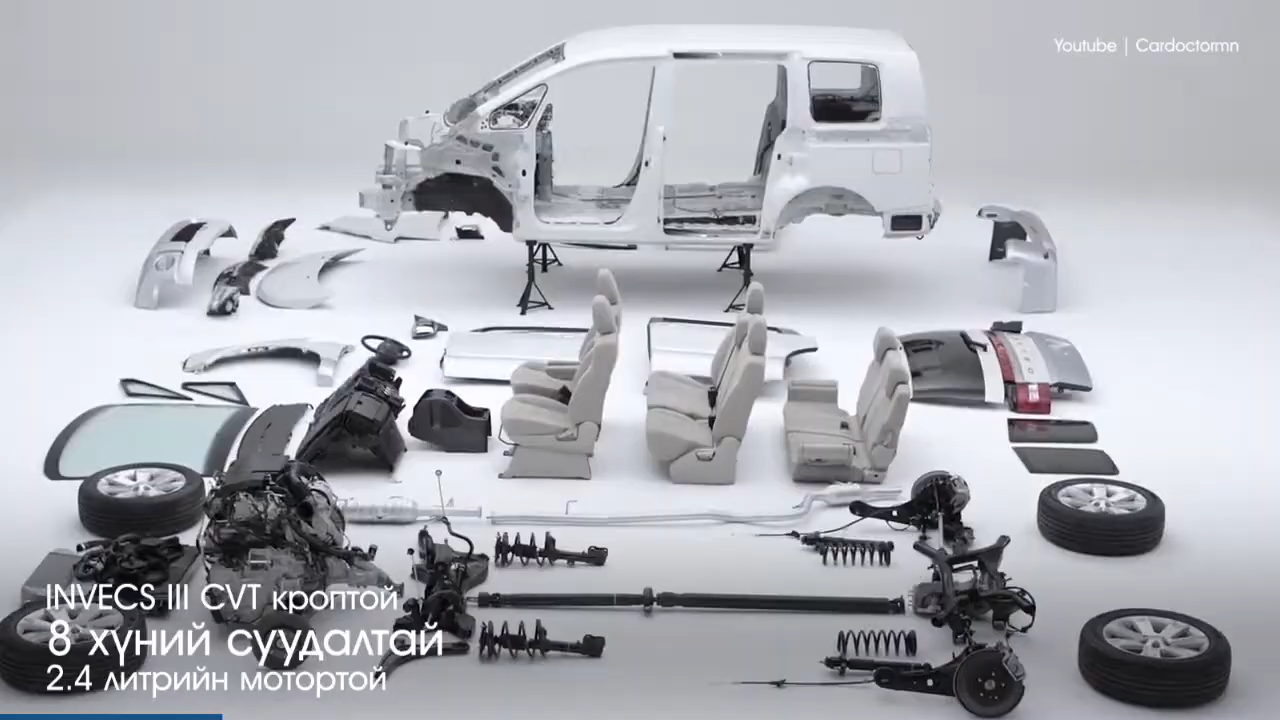 Youtube | Cardoctormn
INVECS III CVT кроптой
8 хүний суудалтай
2.4 литрийн мотортой